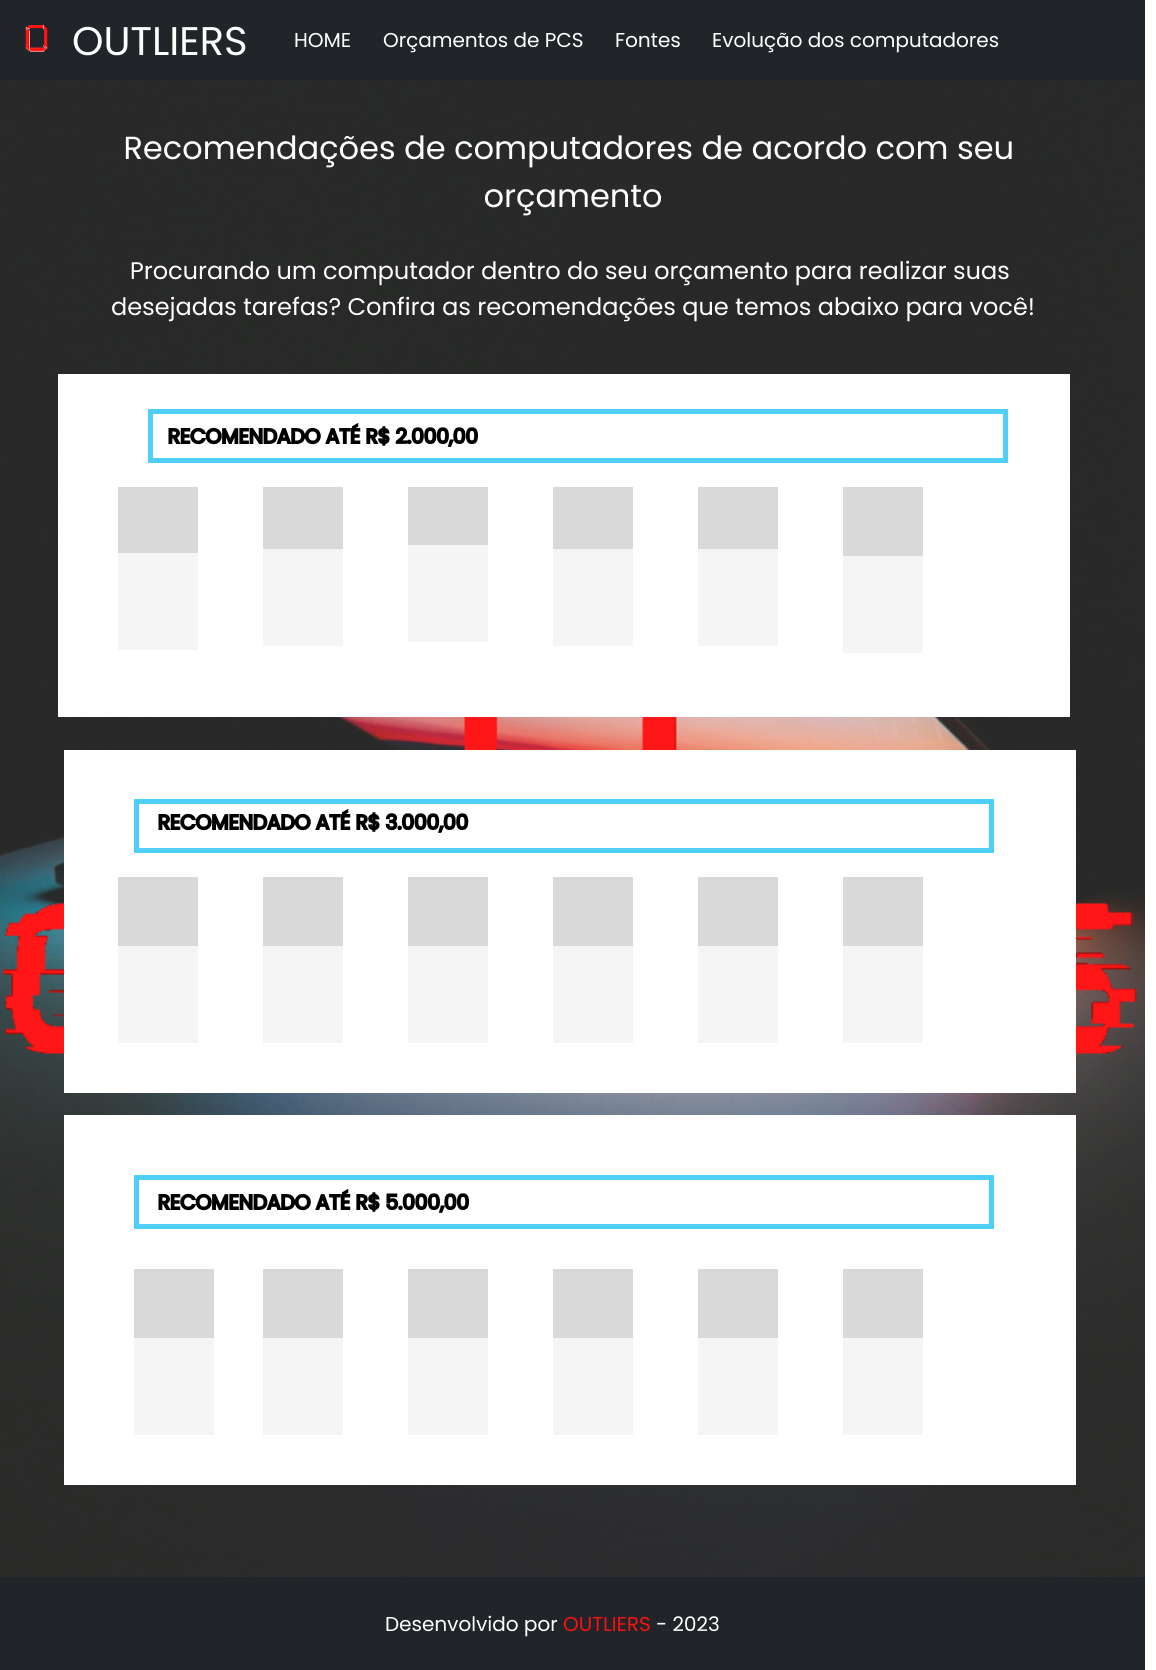 OUTLIERS HOME Orçamentos de PCS Fontes Evolução dos computadores
Recomendações de computadores de acordo com seu
orçamento
Procurando um computador dentro do seu orçamento para realizar suas
desejadas tarefas? Confira as recomendações que temos abaixo para você!
RECOMENDADO ATÉ R$ 2.000,00
RECOMENDADO ATÉ R$ 3.000,00
RECOMENDADO ATÉ R$ 5.000,00
Desenvolvido por OUTLIERS - 2023